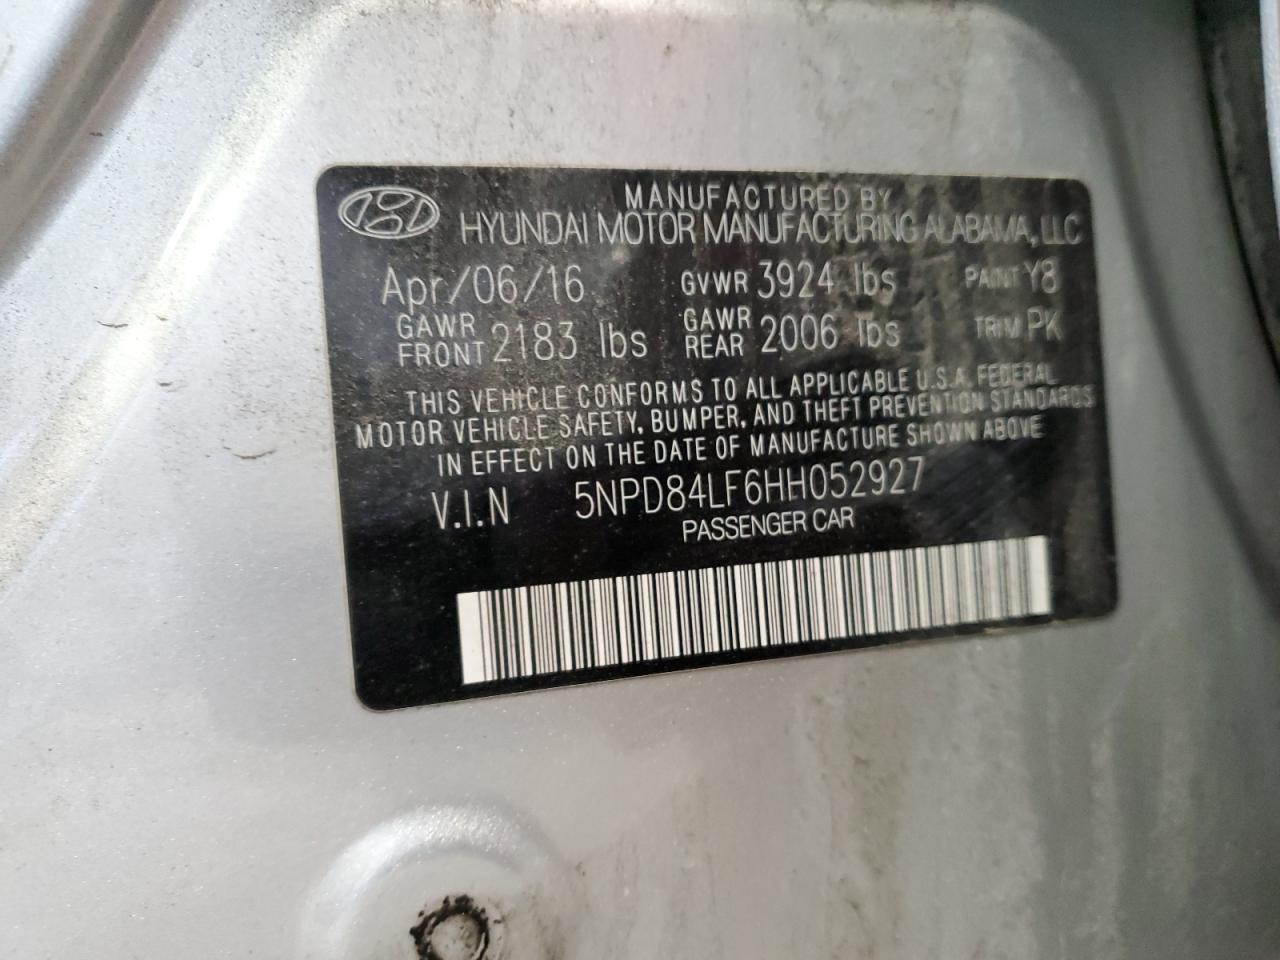 MANUFACTURED BY
HYUNDAI MOTOR MANUFACTURING ALABAMA, LLC
Apr/06/16 GVWR 3924 lbs PAINT Y8
GAWR FRONT 2183 lbs GAWR REAR 2006 lbs TRIM PK
THIS VEHICLE CONFORMS TO ALL APPLICABLE U.S.A. FEDERAL
MOTOR VEHICLE SAFETY, BUMPER, AND THEFT PREVENTION STANDARDS
IN EFFECT ON THE DATE OF MANUFACTURE SHOWN ABOVE
V.I.N 5NPD84LF6HH052927
PASSENGER CAR